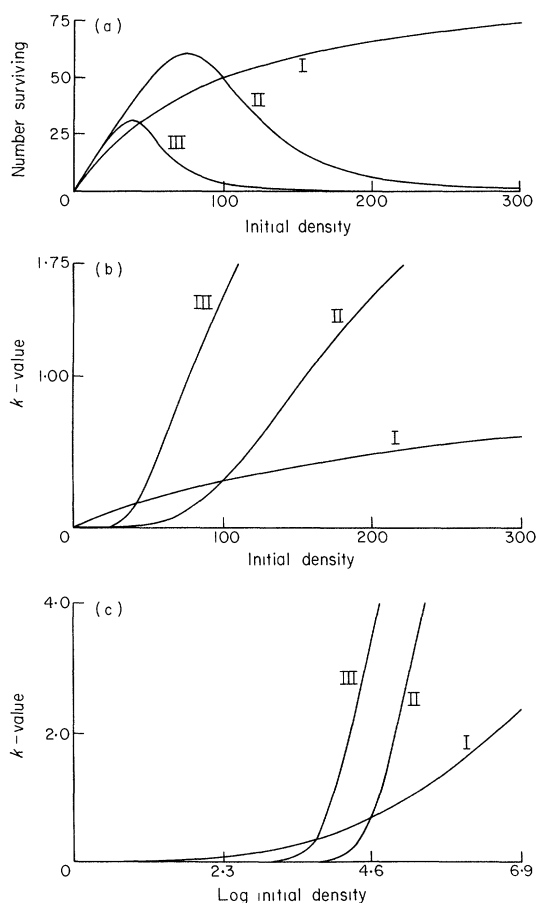 (a)
75
50
25
0
100
200
300
Number surviving
Initial density
I
II
III
(b)
1·75
1·00
0
100
200
300
k-value
Initial density
III
II
I
(c)
4·0
2·0
0
2·3
4·6
6·9
k-value
Log initial density
III
II
I